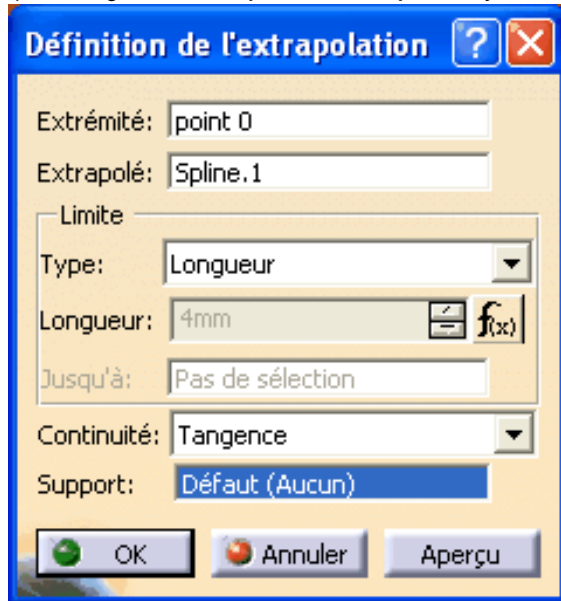 Définition de l'extrapolation
Extrémité: point 0
Extrapolé: Spline.1
Limite
Type: Longueur
Longueur: 4mm f(x)
Jusqu'à: Pas de sélection
Continuité: Tangence
Support: Défaut (Aucun)
OK Annuler Aperçu